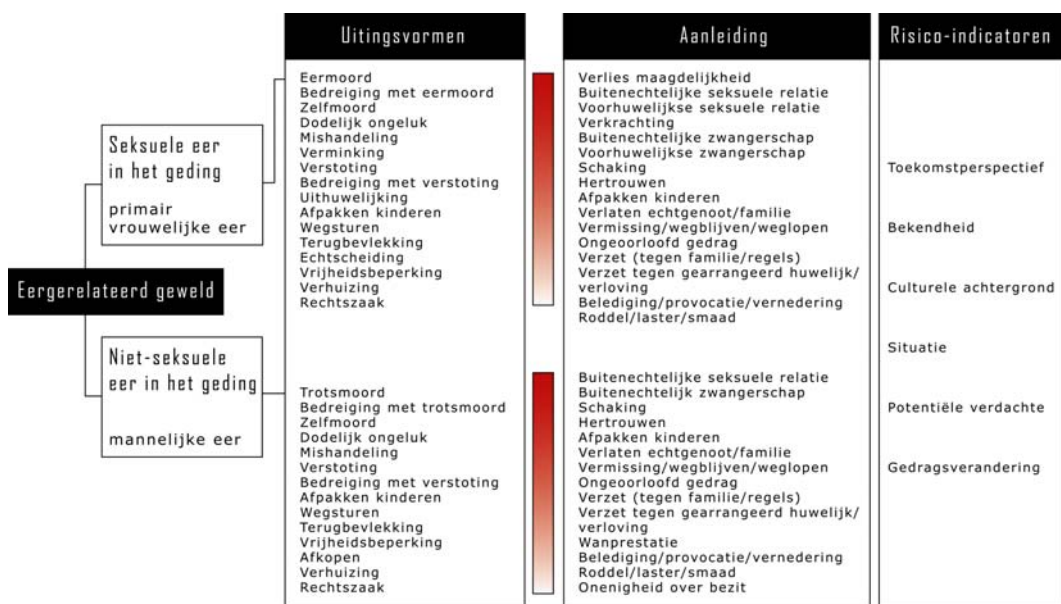 Uitingsvormen
Aanleiding
Risico-indicatoren
Eergerelateerd geweld
Seksuele eer
in het geding
primair
vrouwelijke eer
Eermoord
Bedreiging met eermoord
Zelfmoord
Dodelijk ongeluk
Mishandeling
Verminking
Verstoting
Bedreiging met verstoting
Uithuwelijking
Afpakken kinderen
Wegsturen
Terugbevlekking
Echtscheiding
Vrijheidsbeperking
Verhuizing
Rechtszaak
Verlies maagdelijkheid
Buitenechtelijke seksuele relatie
Voorhuwelijkse seksuele relatie
Verkrachting
Buitenechtelijke zwangerschap
Voorhuwelijkse zwangerschap
Schaking
Hertrouwen
Afpakken kinderen
Verlaten echtgenoot/familie
Vermissing/wegblijven/weglopen
Ongeoorloofd gedrag
Verzet (tegen familie/regels)
Verzet tegen gearrangeerd huwelijk/
verloving
Belediging/provocatie/vernedering
Roddel/laster/smaad
Niet-seksuele
eer in het geding
mannelijke eer
Trotsmoord
Bedreiging met trotsmoord
Zelfmoord
Dodelijk ongeluk
Mishandeling
Verstoting
Bedreiging met verstoting
Afpakken kinderen
Wegsturen
Terugbevlekking
Vrijheidsbeperking
Afkopen
Verhuizing
Rechtszaak
Buitenechtelijke seksuele relatie
Buitenechtelijk zwangerschap
Schaking
Hertrouwen
Afpakken kinderen
Verlaten echtgenoot/familie
Vermissing/wegblijven/weglopen
Ongeoorloofd gedrag
Verzet (tegen familie/regels)
Verzet tegen gearrangeerd huwelijk/
verloving
Wanprestatie
Belediging/provocatie/vernedering
Roddel/laster/smaad
Onenigheid over bezit
Toekomstperspectief
Bekendheid
Culturele achtergrond
Situatie
Potentiële verdachte
Gedragsverandering